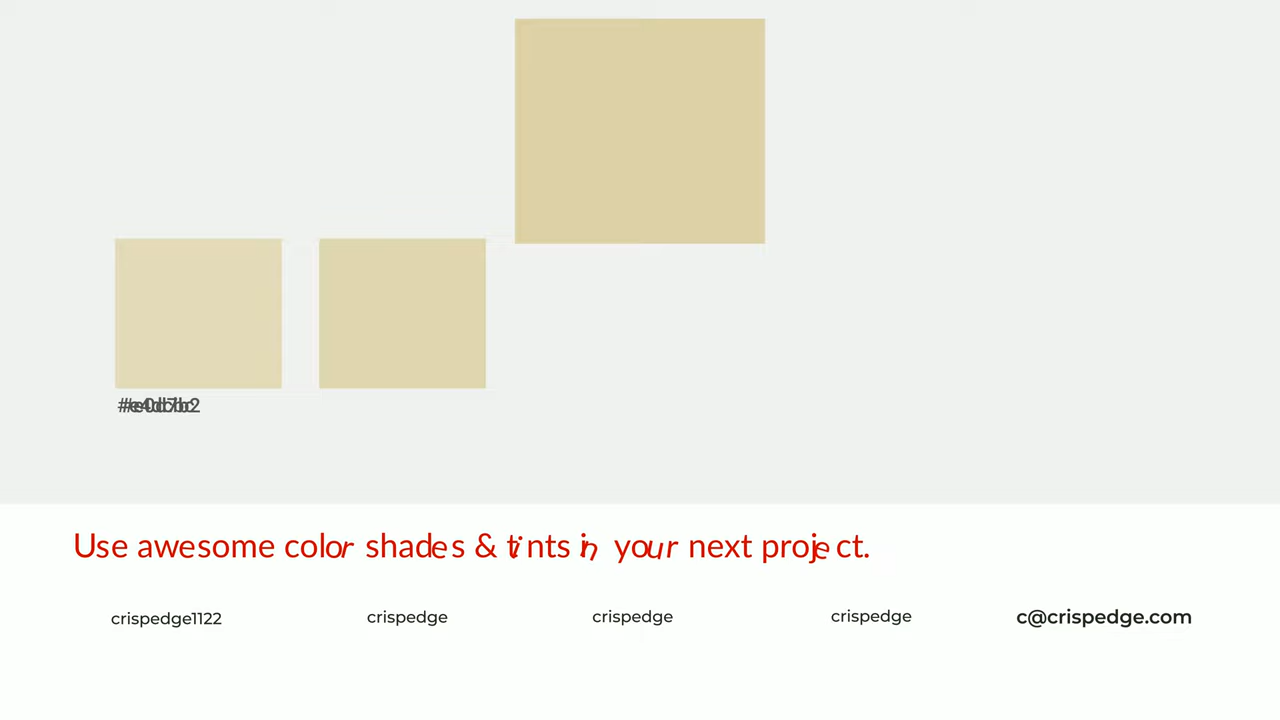 Use awesome color shades & tints in your next project.
crispedge1122 crispedge crispedge crispedge c@crispedge.com